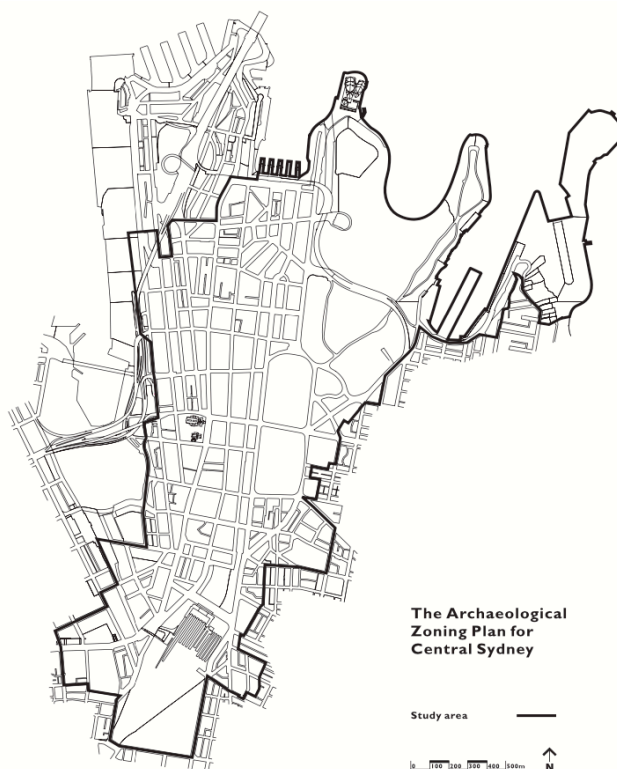 The Archaeological
Zoning Plan for
Central Sydney
Study area
0 100 200 300 400 500m
N